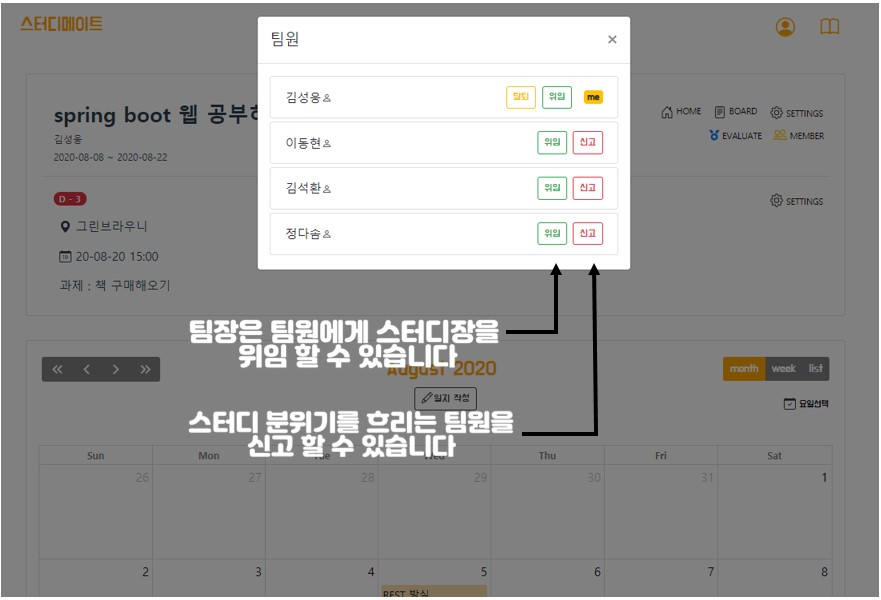 스터디메이트
팀원 ×
김성웅 탈퇴 위임 me
이동현 위임 신고
김석환 위임 신고
정다솜 위임 신고
spring boot 웹 공부하
김성웅
2020-08-08 ~ 2020-08-22
HOME BOARD SETTINGS
EVALUATE MEMBER
D - 3
SETTINGS
그린브라우니
20-08-20 15:00
과제 : 책 구매해오기
팀장은 팀원에게 스터디장을
위임 할 수 있습니다
August 2020
month week list
일지 작성
요일선택
스터디 분위기를 흐리는 팀원을
신고 할 수 있습니다
Sun Mon Tue Wed Thu Fri Sat
26 27 28 29 30 31 1
2 3 4 5 6 7 8
REST 방식